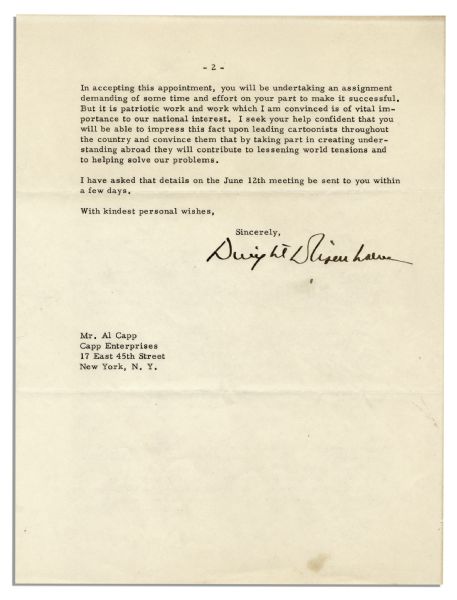 - 2 -
In accepting this appointment, you will be undertaking an assignment
demanding of some time and effort on your part to make it successful.
But it is patriotic work and work which I am convinced is of vital im-
portance to our national interest. I seek your help confident that you
will be able to impress this fact upon leading cartoonists throughout
the country and convince them that by taking part in creating under-
standing abroad they will contribute to lessening world tensions and
to helping solve our problems.
I have asked that details on the June 12th meeting be sent to you within
a few days.
With kindest personal wishes,
Sincerely,
Dwight D Eisenhower
Mr. Al Capp
Capp Enterprises
17 East 45th Street
New York, N. Y.